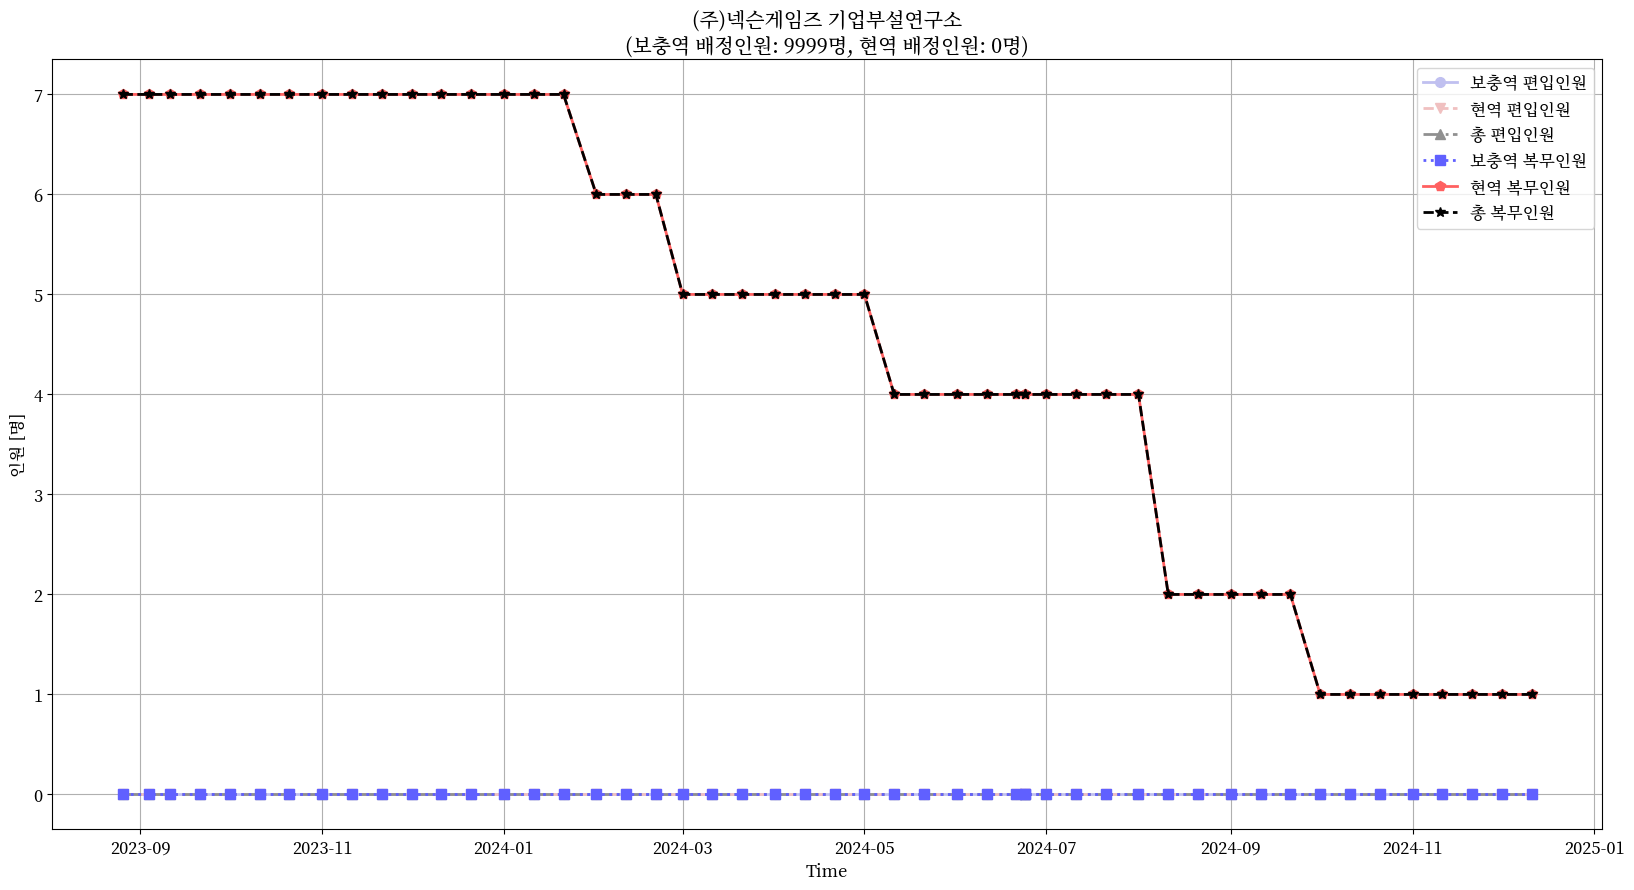 (주)넥슨게임즈 기업부설연구소
(보충역 배정인원: 9999명, 현역 배정인원: 0명)
보충역 편입인원
현역 편입인원
총 편입인원
보충역 복무인원
현역 복무인원
총 복무인원
7
6
5
4
3
2
1
0
인원 [명]
2023-09 2023-11 2024-01 2024-03 2024-05 2024-07 2024-09 2024-11 2025-01
Time